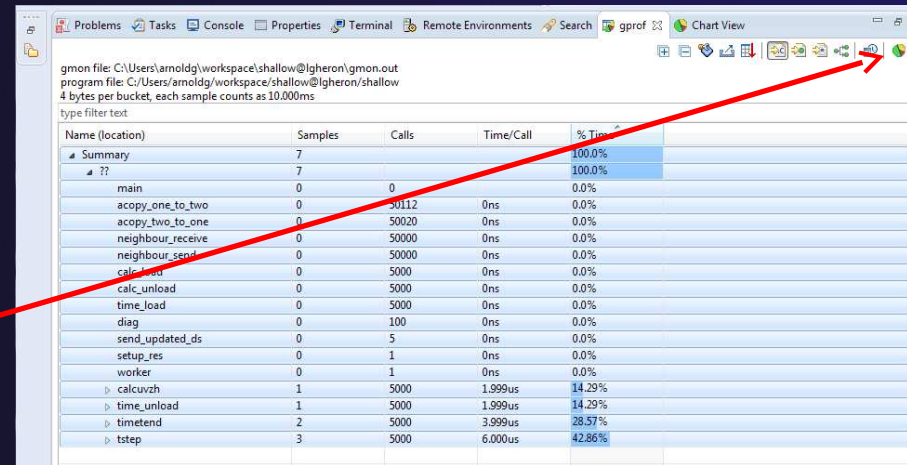 Problems Tasks Console Properties Terminal Remote Environments Search gprof Chart View
gmon file: C:\Users\arnoldg\workspace\shallow@lgheron\gmon.out
program file: C:/Users/arnoldg/workspace/shallow@lgheron/shallow
4 bytes per bucket, each sample counts as 10.000ms
type filter text
Name (location) Samples Calls Time/Call % Time
Summary 7 100.0%
?? 7 100.0%
main 0 0 0.0%
acopy_one_to_two 0 50112 0ns 0.0%
acopy_two_to_one 0 50020 0ns 0.0%
neighbour_receive 0 50000 0ns 0.0%
neighbour_send 0 50000 0ns 0.0%
calc_load 0 5000 0ns 0.0%
calc_unload 0 5000 0ns 0.0%
time_load 0 5000 0ns 0.0%
diag 0 100 0ns 0.0%
send_updated_ds 0 5 0ns 0.0%
setup_res 0 1 0ns 0.0%
worker 0 1 0ns 0.0%
calcuvzh 1 5000 1.999us 14.29%
time_unload 1 5000 1.999us 14.29%
timetend 2 5000 3.999us 28.57%
tstep 3 5000 6.000us 42.86%